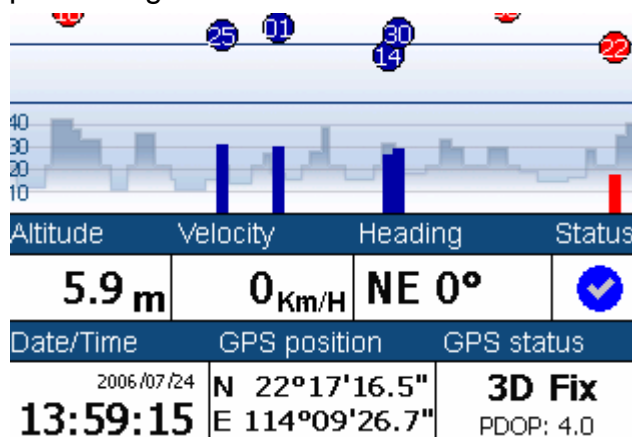 25 01 30
14 22
40
30
20
10
Altitude Velocity Heading Status
5.9 m 0 Km/H NE 0°
Date/Time GPS position GPS status
2006/07/24 N 22°17'16.5" 3D Fix
13:59:15 E 114°09'26.7" PDOP: 4.0